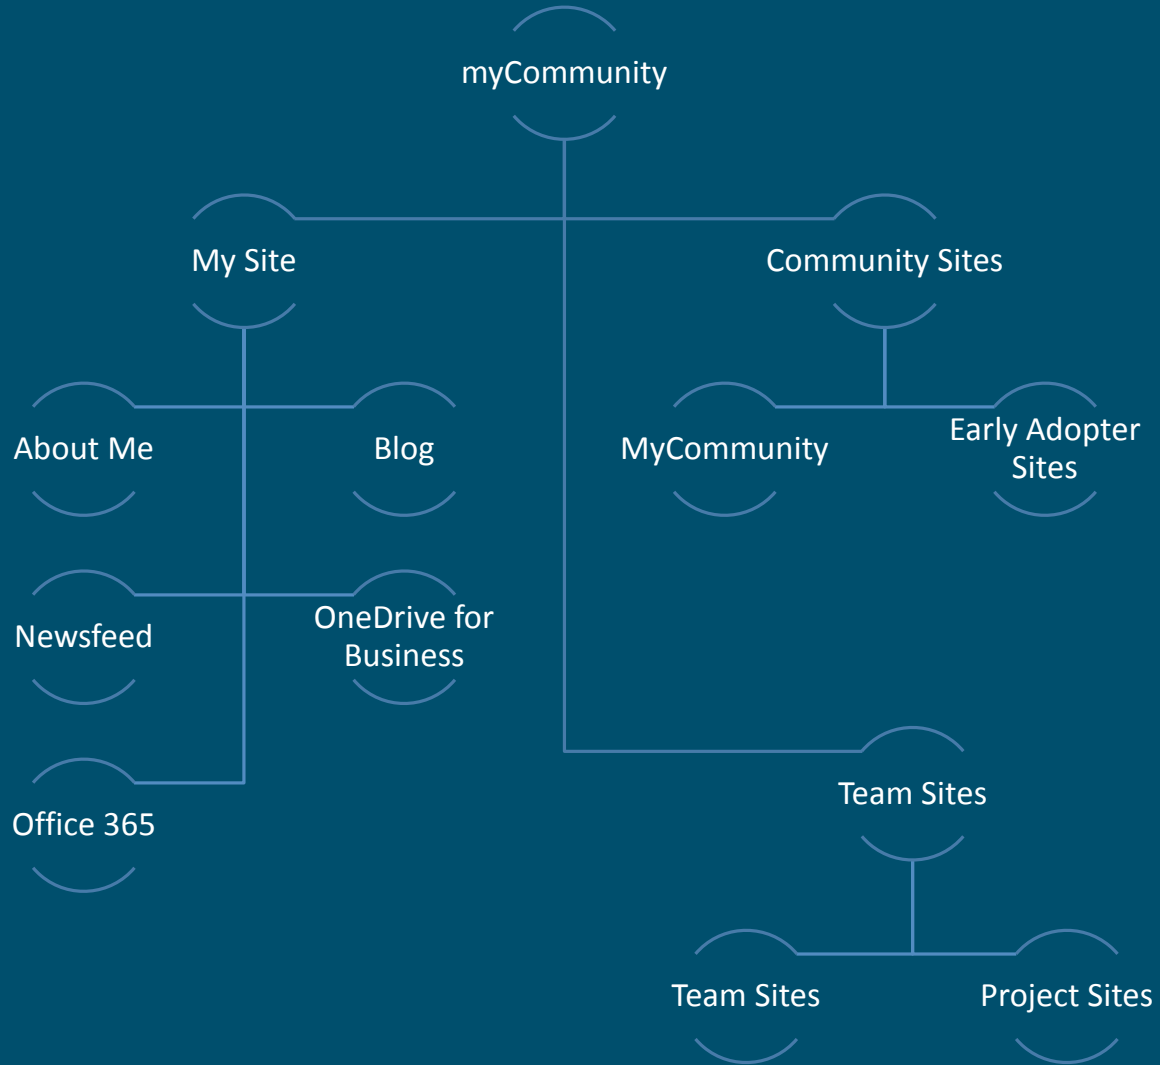 myCommunity
My Site
Community Sites
About Me
Blog
MyCommunity
Early Adopter
Sites
Newsfeed
OneDrive for
Business
Office 365
Team Sites
Team Sites
Project Sites